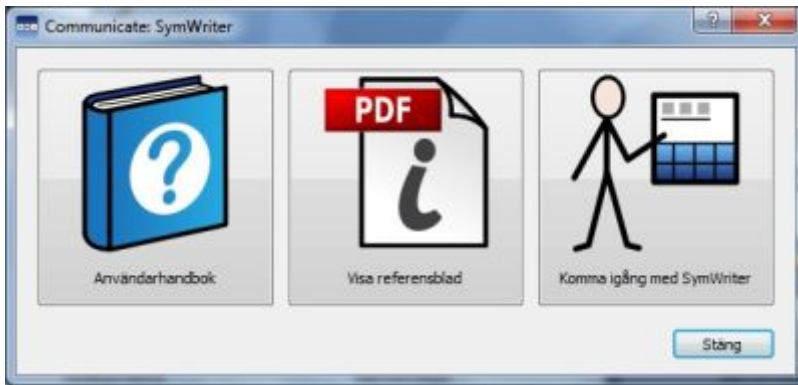 Communicate: SymWriter
?
PDF
i
Användarhandbok
Visa referensblad
Komma igång med SymWriter
Stäng